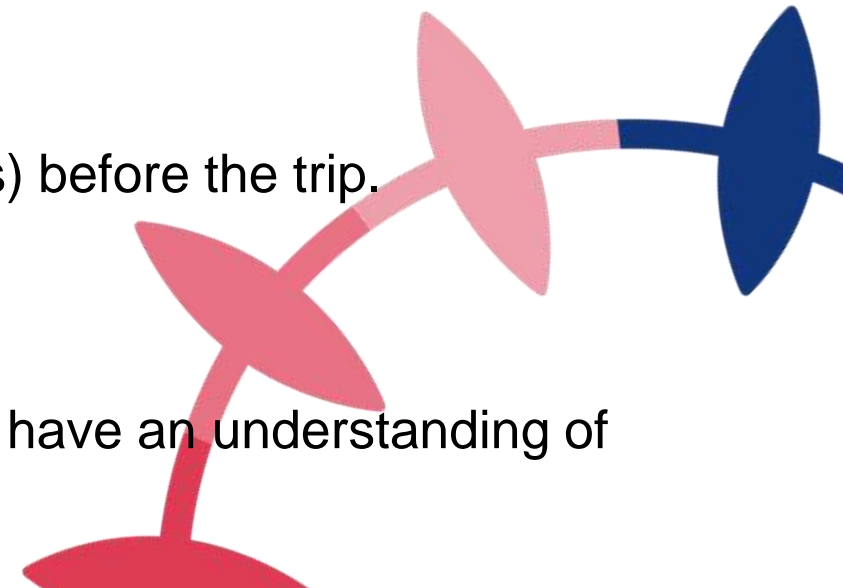 s) before the trip.
have an understanding of